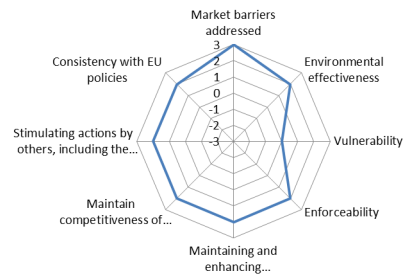 Market barriers
addressed
3
2
1
0
-1
-2
-3
Environmental
effectiveness
Vulnerability
Enforceability
Maintaining and
enhancing...
Maintain
competitiveness of...
Stimulating actions by
others, including the...
Consistency with EU
policies